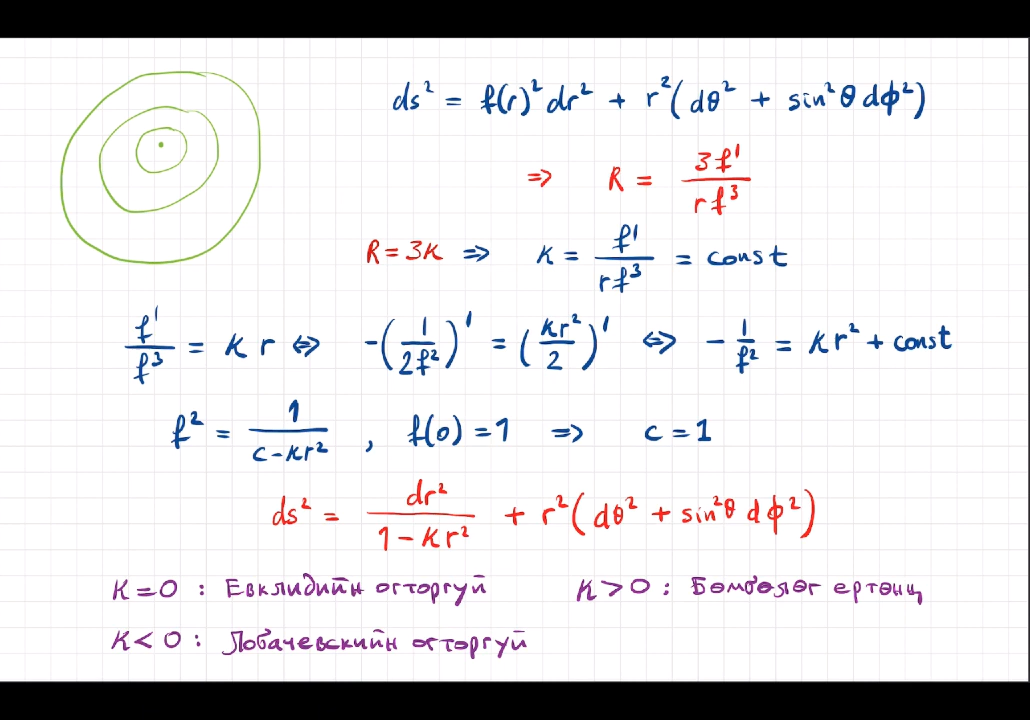 ds² = f(r)² dr² + r²(dθ² + sin²θ dϕ²)
⇒ R = 3f' / rf³
R = 3K ⇒ K = f' / rf³ = const
f' / f³ = K r ⇔ -(1 / 2f²)' = (Kr² / 2)' ⇔ - 1 / f² = Kr² + const
f² = 1 / c-Kr² , f(0) = 1 ⇒ c = 1
ds² = dr² / 1 - Kr² + r²(dθ² + sin²θ dϕ²)
K = 0 : Евклидийн огторгуй K > 0 : Бөмбөлөг ертөнц
K < 0 : Лобачевскийн огторгуй